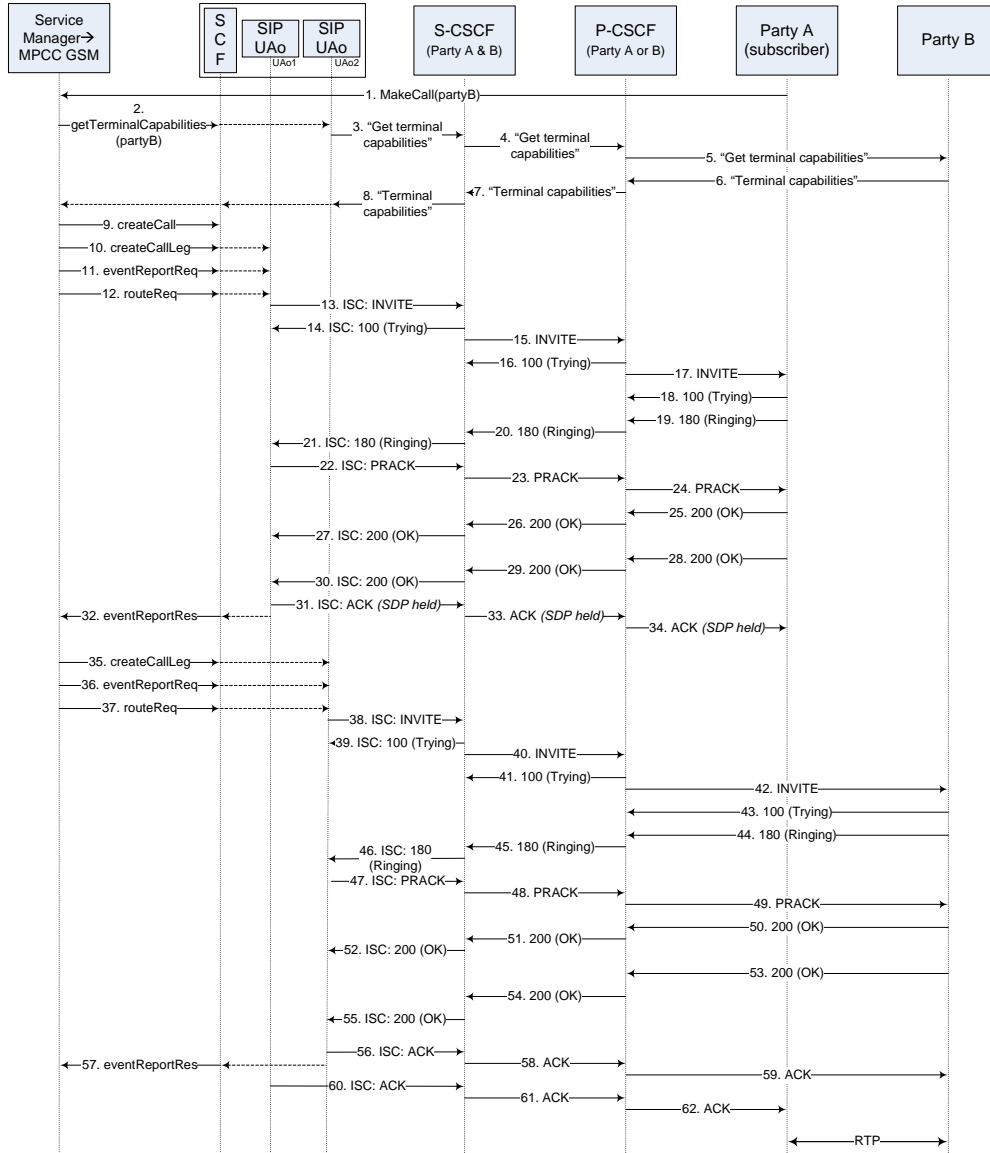 Service
Manager→
MPCC GSM
S
C
F
SIP
UAo
UAo1
SIP
UAo
UAo2
S-CSCF
(Party A & B)
P-CSCF
(Party A or B)
Party A
(subscriber)
Party B
1. MakeCall(partyB)
2.
getTerminalCapabilities
(partyB)
3. “Get terminal
capabilities”
4. “Get terminal
capabilities”
5. “Get terminal capabilities”
6. “Terminal capabilities”
7. “Terminal capabilities”
8. “Terminal
capabilities”
9. createCall
10. createCallLeg
11. eventReportReq
12. routeReq
13. ISC: INVITE
14. ISC: 100 (Trying)
15. INVITE
16. 100 (Trying)
17. INVITE
18. 100 (Trying)
19. 180 (Ringing)
20. 180 (Ringing)
21. ISC: 180 (Ringing)
22. ISC: PRACK
23. PRACK
24. PRACK
25. 200 (OK)
26. 200 (OK)
27. ISC: 200 (OK)
28. 200 (OK)
29. 200 (OK)
30. ISC: 200 (OK)
31. ISC: ACK (SDP held)
32. eventReportRes
33. ACK (SDP held)
34. ACK (SDP held)
35. createCallLeg
36. eventReportReq
37. routeReq
38. ISC: INVITE
39. ISC: 100 (Trying)
40. INVITE
41. 100 (Trying)
42. INVITE
43. 100 (Trying)
44. 180 (Ringing)
45. 180 (Ringing)
46. ISC: 180
(Ringing)
47. ISC: PRACK
48. PRACK
49. PRACK
50. 200 (OK)
51. 200 (OK)
52. ISC: 200 (OK)
53. 200 (OK)
54. 200 (OK)
55. ISC: 200 (OK)
56. ISC: ACK
57. eventReportRes
58. ACK
59. ACK
60. ISC: ACK
61. ACK
62. ACK
RTP